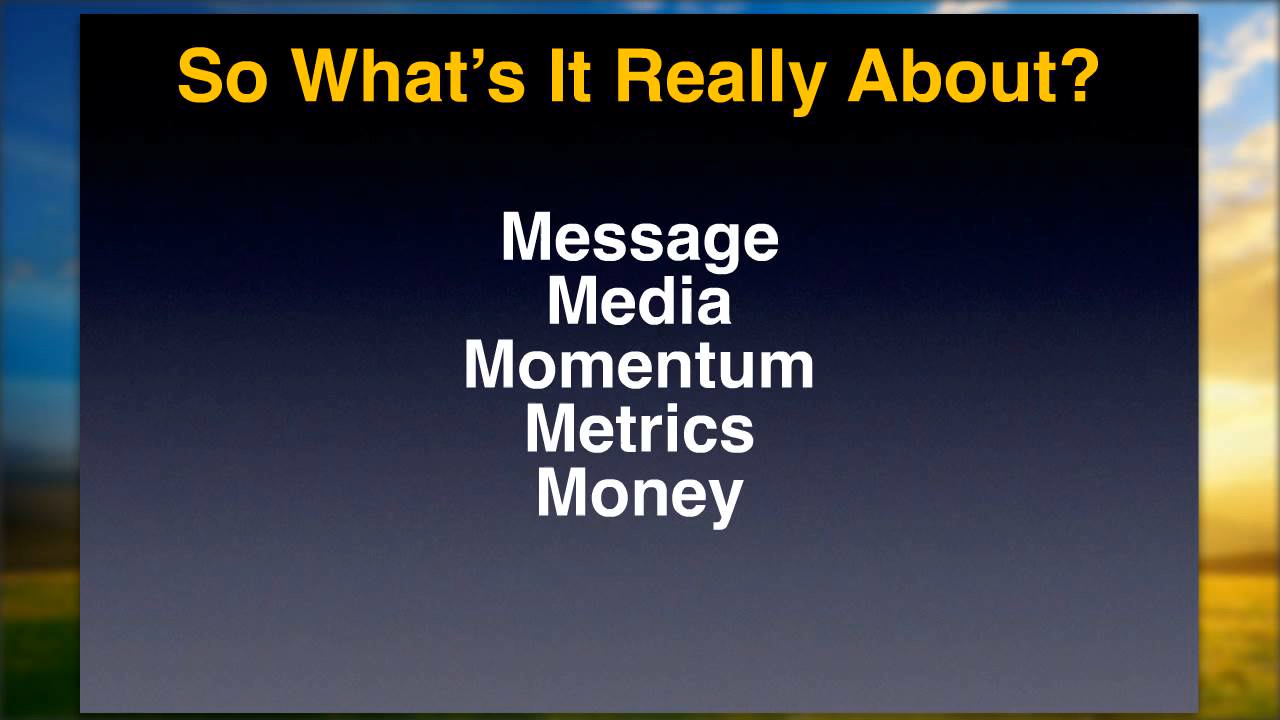 So What’s It Really About?
Message
Media
Momentum
Metrics
Money